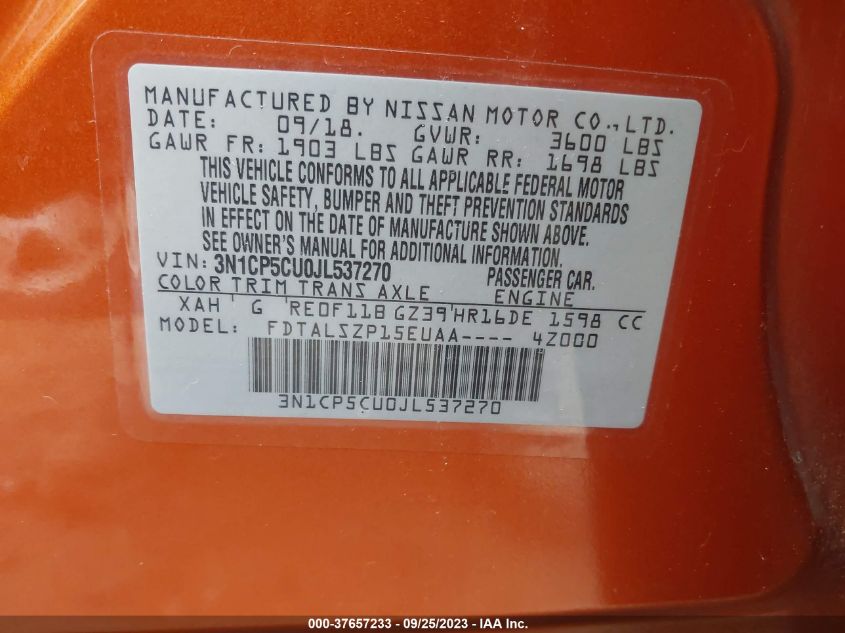 MANUFACTURED BY NISSAN MOTOR CO., LTD.
DATE: 09/18. GVWR: 3600 LBS
GAWR FR: 1903 LBS GAWR RR: 1698 LBS
THIS VEHICLE CONFORMS TO ALL APPLICABLE FEDERAL MOTOR
VEHICLE SAFETY, BUMPER AND THEFT PREVENTION STANDARDS
IN EFFECT ON THE DATE OF MANUFACTURE SHOWN ABOVE.
SEE OWNER'S MANUAL FOR ADDITIONAL INFORMATION.
VIN: 3N1CP5CU0JL537270 PASSENGER CAR.
COLOR TRIM TRANS AXLE ENGINE
XAH ' G RE0F11B GZ39 ' HR16DE 1598 CC
MODEL: FDTALSZP15EUAA---- 4Z000
3N1CP5CU0JL537270
000-37657233 - 09/25/2023 - IAA Inc.